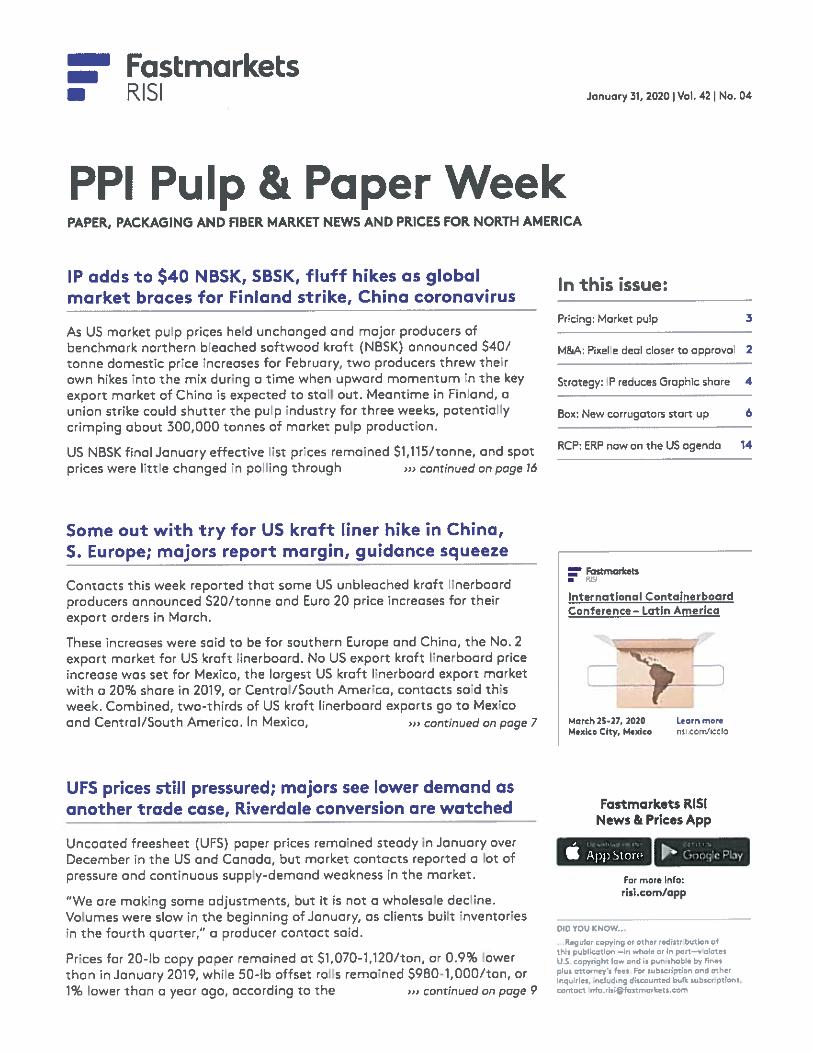 Fastmarkets
RISI
January 31, 2020 | Vol. 42 | No. 04
PPI Pulp & Paper Week
PAPER, PACKAGING AND FIBER MARKET NEWS AND PRICES FOR NORTH AMERICA
IP adds to $40 NBSK, SBSK, fluff hikes as global
market braces for Finland strike, China coronavirus
As US market pulp prices held unchanged and major producers of
benchmark northern bleached softwood kraft (NBSK) announced $40/
tonne domestic price increases for February, two producers threw their
own hikes into the mix during a time when upward momentum in the key
export market of China is expected to stall out. Meantime in Finland, a
union strike could shutter the pulp industry for three weeks, potentially
crimping about 300,000 tonnes of market pulp production.
US NBSK final January effective list prices remained $1,115/tonne, and spot
prices were little changed in polling through ››› continued on page 16
Some out with try for US kraft liner hike in China,
S. Europe; majors report margin, guidance squeeze
Contacts this week reported that some US unbleached kraft linerboard
producers announced $20/tonne and Euro 20 price increases for their
export orders in March.
These increases were said to be for southern Europe and China, the No. 2
export market for US kraft linerboard. No US export kraft linerboard price
increase was set for Mexico, the largest US kraft linerboard export market
with a 20% share in 2019, or Central/South America, contacts said this
week. Combined, two-thirds of US kraft linerboard exports go to Mexico
and Central/South America. In Mexico, ››› continued on page 7
UFS prices still pressured; majors see lower demand as
another trade case, Riverdale conversion are watched
Uncoated freesheet (UFS) paper prices remained steady in January over
December in the US and Canada, but market contacts reported a lot of
pressure and continuous supply-demand weakness in the market.
"We are making some adjustments, but it is not a wholesale decline.
Volumes were slow in the beginning of January, as clients built inventories
in the fourth quarter," a producer contact said.
Prices for 20-lb copy paper remained at $1,070-1,120/ton, or 0.9% lower
than in January 2019, while 50-lb offset rolls remained $980-1,000/ton, or
1% lower than a year ago, according to the ››› continued on page 9
In this issue:
Pricing: Market pulp 3
M&A: Pixelle deal closer to approval 2
Strategy: IP reduces Graphic share 4
Box: New corrugators start up 6
RCP: ERP now on the US agenda 14
Fastmarkets
RISI
International Containerboard
Conference – Latin America
March 25-27, 2020 Learn more
Mexico City, Mexico risi.com/iccla
Fastmarkets RISI
News & Prices App
App Store
Google Play
For more info:
risi.com/app
DID YOU KNOW...
...Regular copying or other redistribution of
this publication —in whole or in part—violates
U.S. copyright law and is punishable by fines
plus attorney's fees. For subscription and other
inquiries, including discounted bulk subscriptions,
contact info.risi@fastmarkets.com